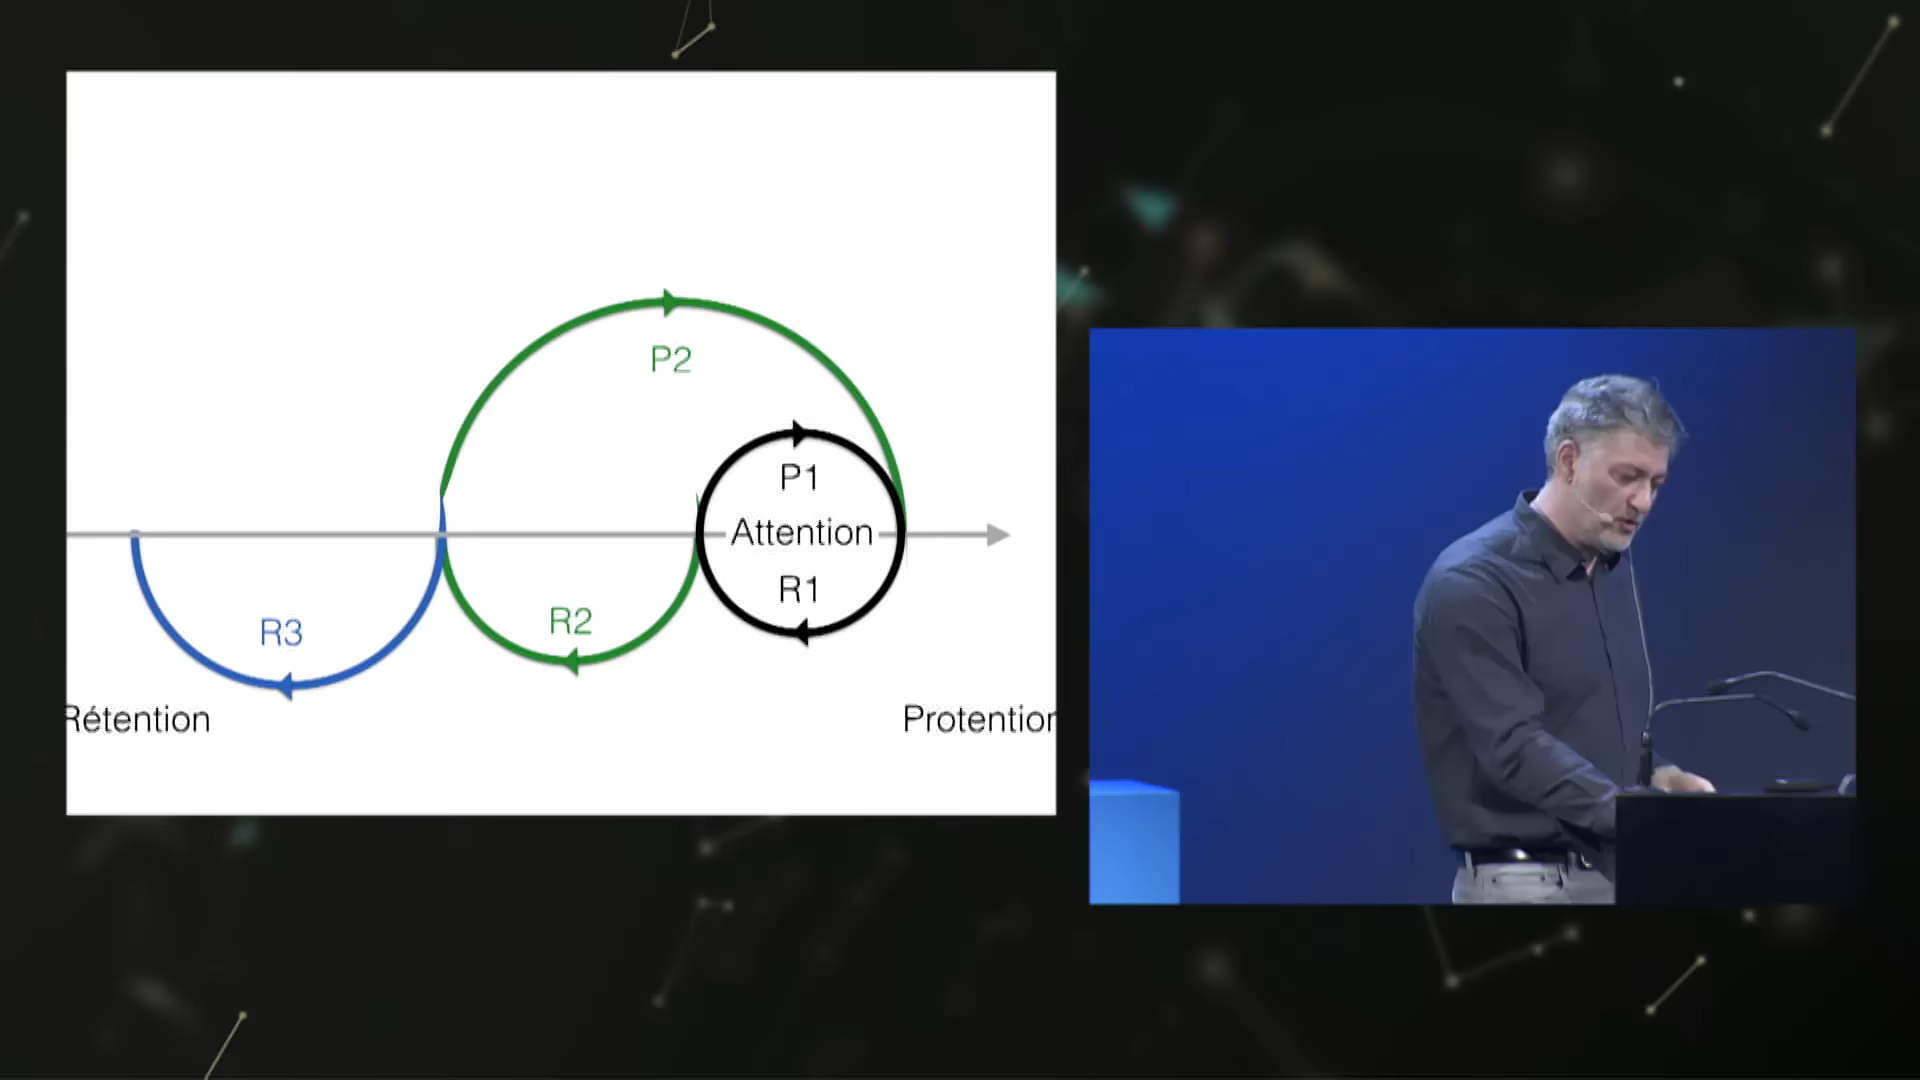 P2
P1
Attention
R1
R2
R3
Rétention
Protention